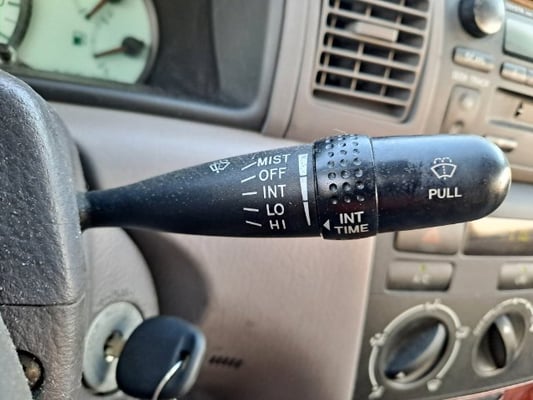 MIST
OFF
INT
LO
HI
INT
TIME
PULL
A/C